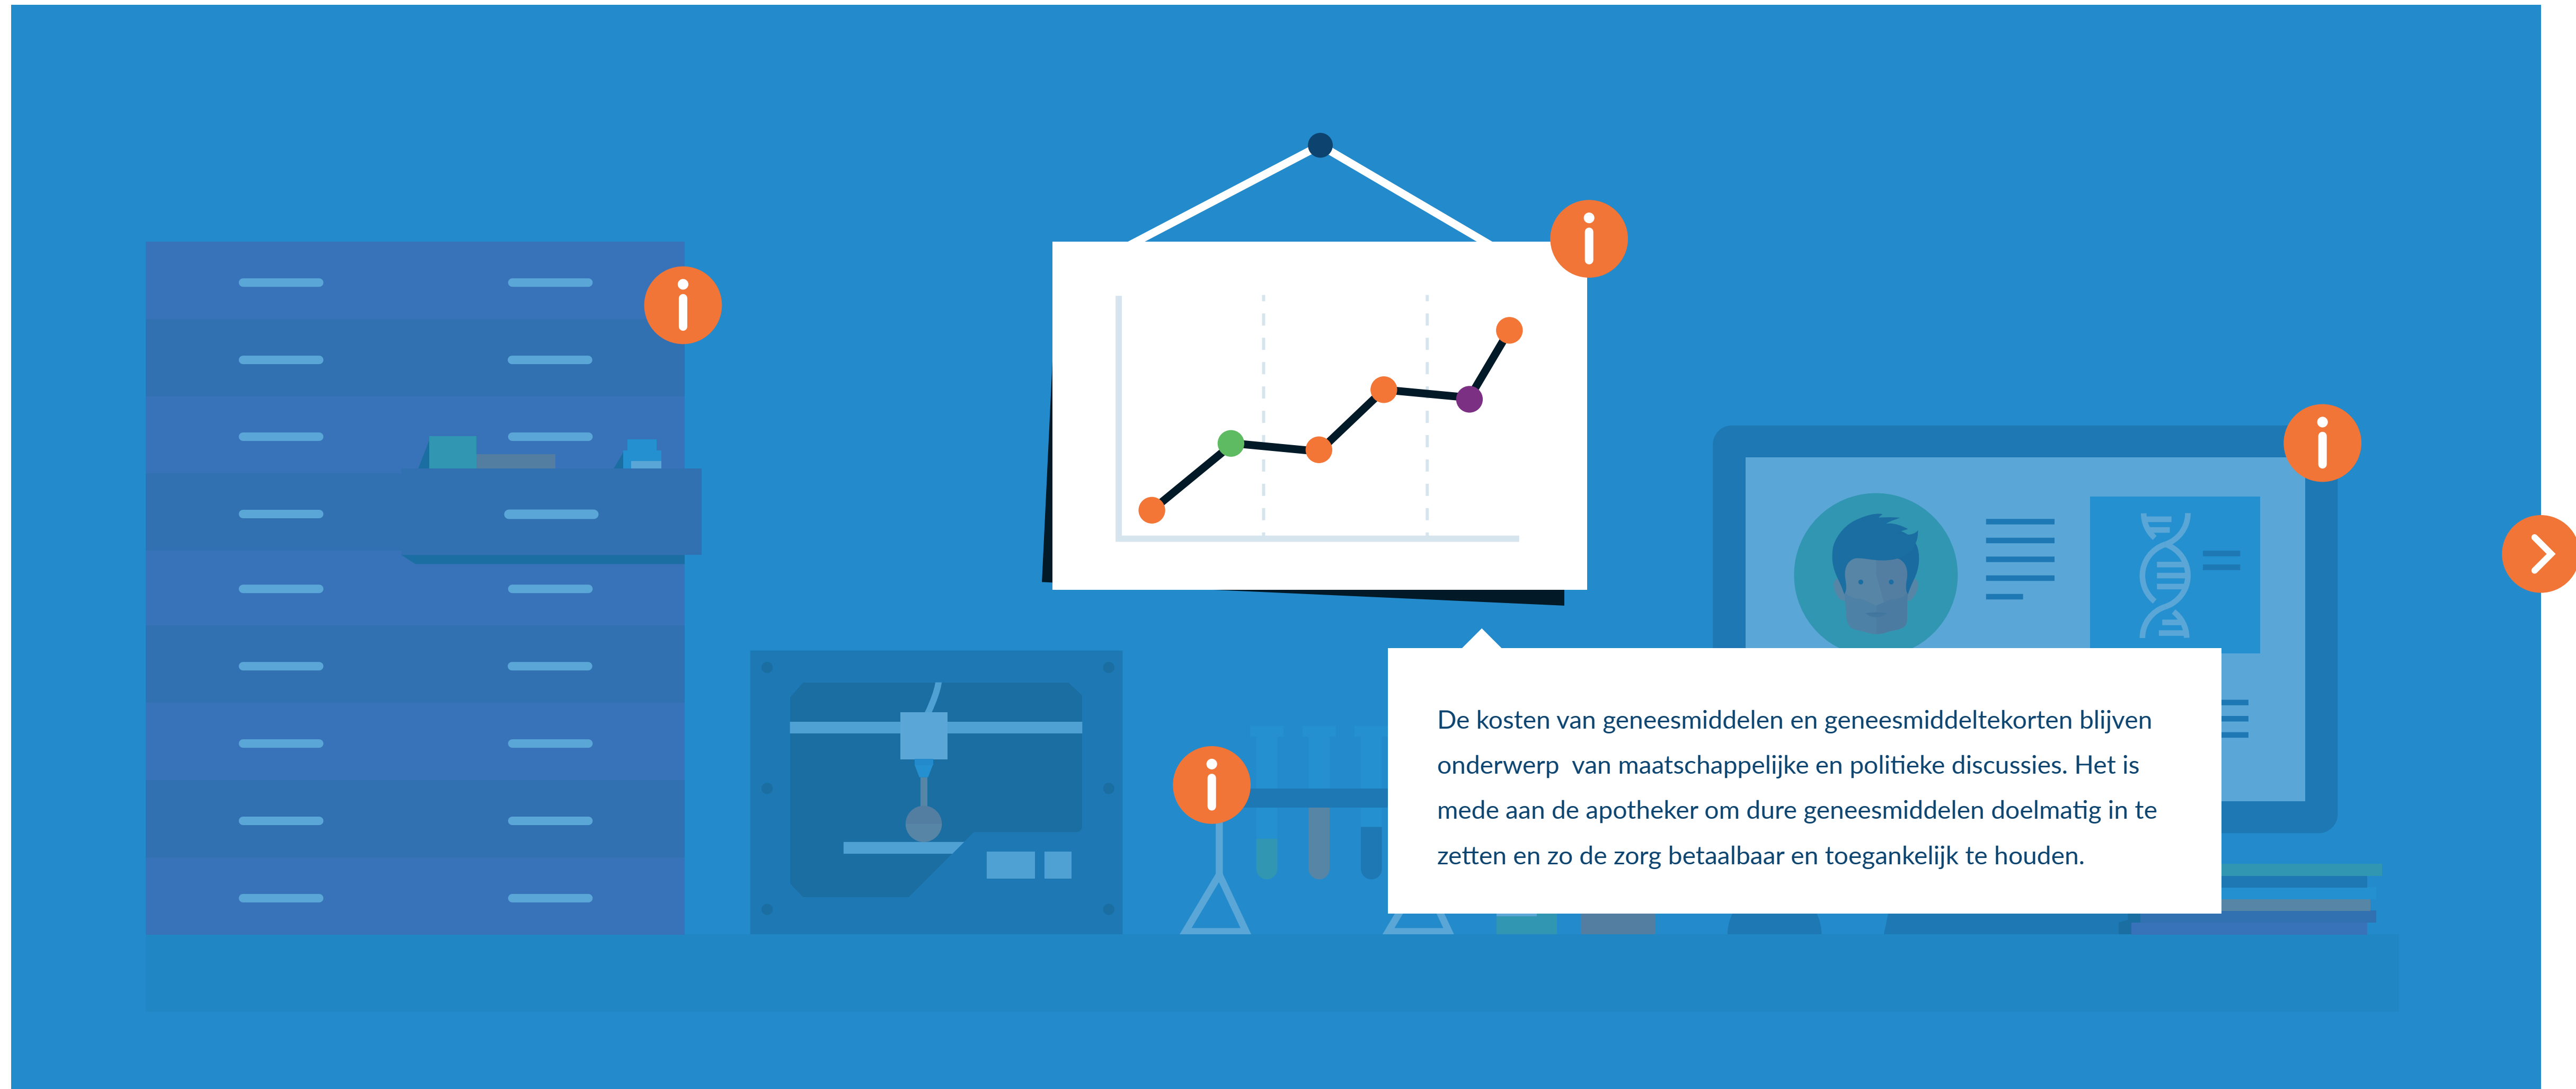 De kosten van geneesmiddelen en geneesmiddeltekorten blijven
onderwerp  van maatschappelijke en politieke discussies. Het is
mede aan de apotheker om dure geneesmiddelen doelmatig in te
zetten en zo de zorg betaalbaar en toegankelijk te houden.